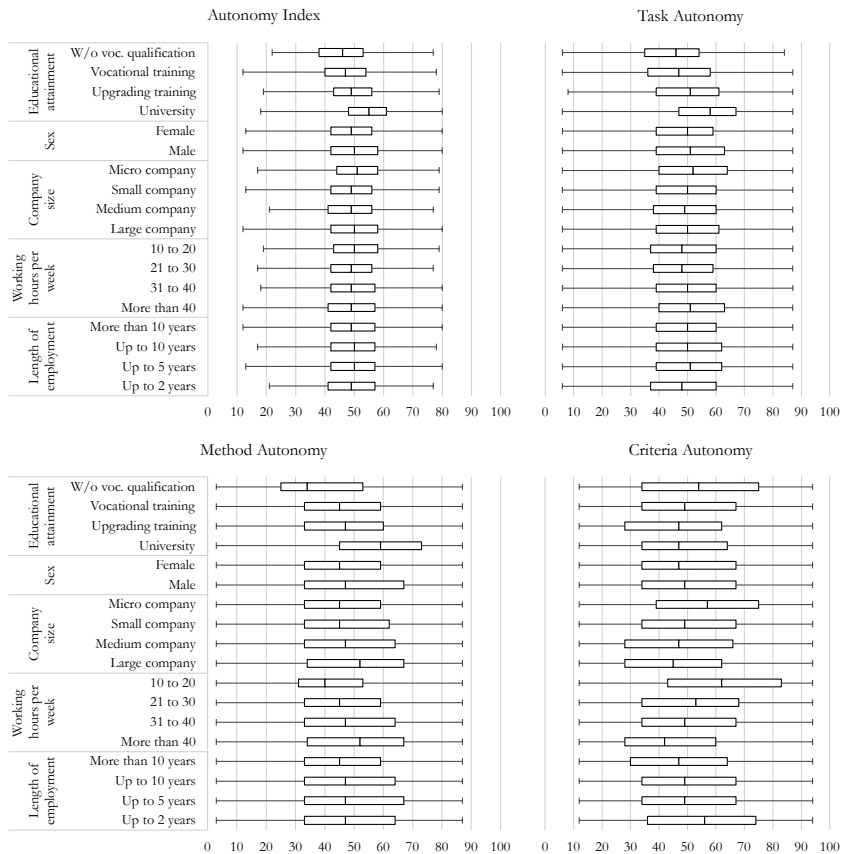 Autonomy Index
Task Autonomy
Educational
attainment
W/o voc. qualification
Vocational training
Upgrading training
University
Sex
Female
Male
Company
size
Micro company
Small company
Medium company
Large company
Working
hours per
week
10 to 20
21 to 30
31 to 40
More than 40
Length of
employment
More than 10 years
Up to 10 years
Up to 5 years
Up to 2 years
0 10 20 30 40 50 60 70 80 90 100
0 10 20 30 40 50 60 70 80 90 100
Method Autonomy
Criteria Autonomy
Educational
attainment
W/o voc. qualification
Vocational training
Upgrading training
University
Sex
Female
Male
Company
size
Micro company
Small company
Medium company
Large company
Working
hours per
week
10 to 20
21 to 30
31 to 40
More than 40
Length of
employment
More than 10 years
Up to 10 years
Up to 5 years
Up to 2 years
0 10 20 30 40 50 60 70 80 90 100
0 10 20 30 40 50 60 70 80 90 100